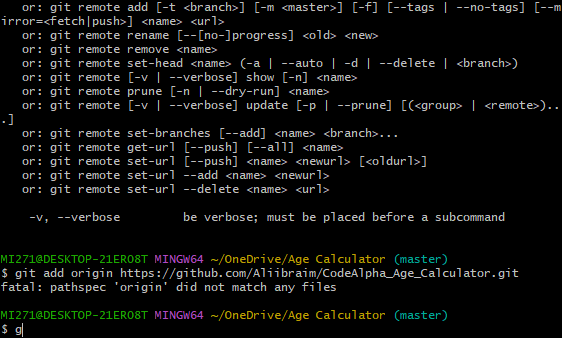 or: git remote add [-t <branch>] [-m <master>] [-f] [--tags | --no-tags] [--m
irror=<fetch|push>] <name> <url>
or: git remote rename [--[no-]progress] <old> <new>
or: git remote remove <name>
or: git remote set-head <name> (-a | --auto | -d | --delete | <branch>)
or: git remote [-v | --verbose] show [-n] <name>
or: git remote prune [-n | --dry-run] <name>
or: git remote [-v | --verbose] update [-p | --prune] [(<group> | <remote>)..
.]
or: git remote set-branches [--add] <name> <branch>...
or: git remote get-url [--push] [--all] <name>
or: git remote set-url [--push] <name> <newurl> [<oldurl>]
or: git remote set-url --add <name> <newurl>
or: git remote set-url --delete <name> <url>
-v, --verbose be verbose; must be placed before a subcommand
MI271@DESKTOP-21ERO8T MINGW64 ~/OneDrive/Age Calculator (master)
$ git add origin https://github.com/Aliibraim/CodeAlpha_Age_Calculator.git
fatal: pathspec 'origin' did not match any files
MI271@DESKTOP-21ERO8T MINGW64 ~/OneDrive/Age Calculator (master)
$ g